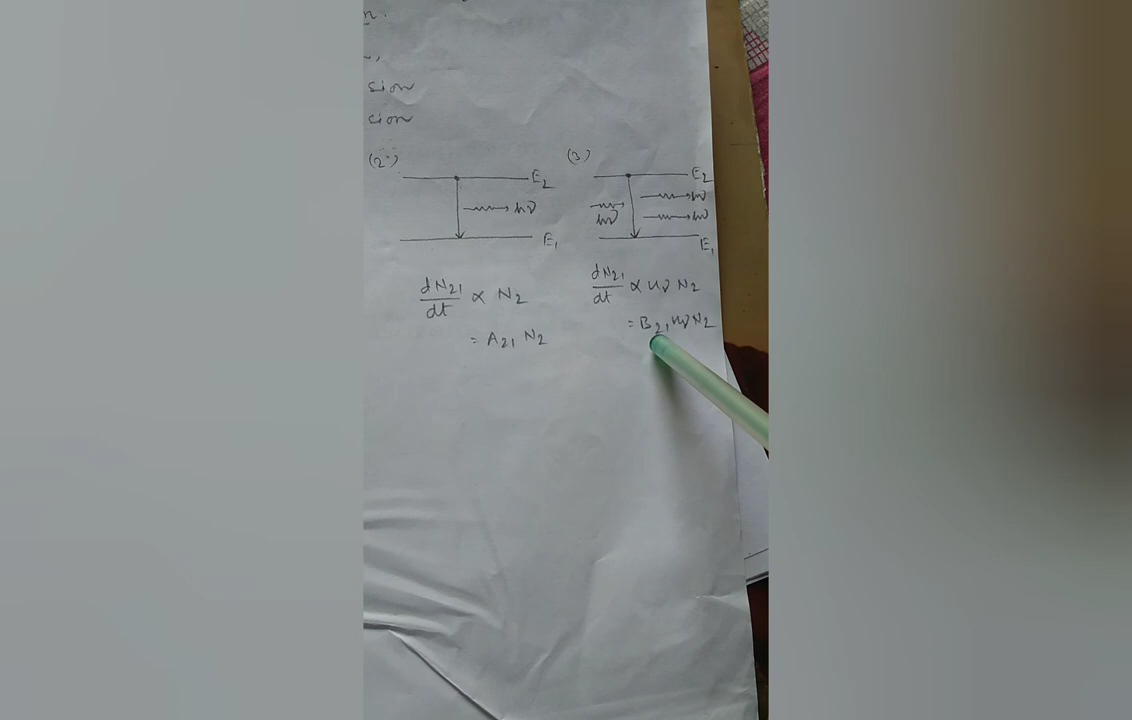 n.
sion
cion
(2.)
E₂
hν
E₁
dN₂₁/dt ∝ N₂
= A₂₁ N₂
(3.)
E₂
hν
hν
hν
E₁
dN₂₁/dt ∝ uν N₂
= B₂₁ uν N₂